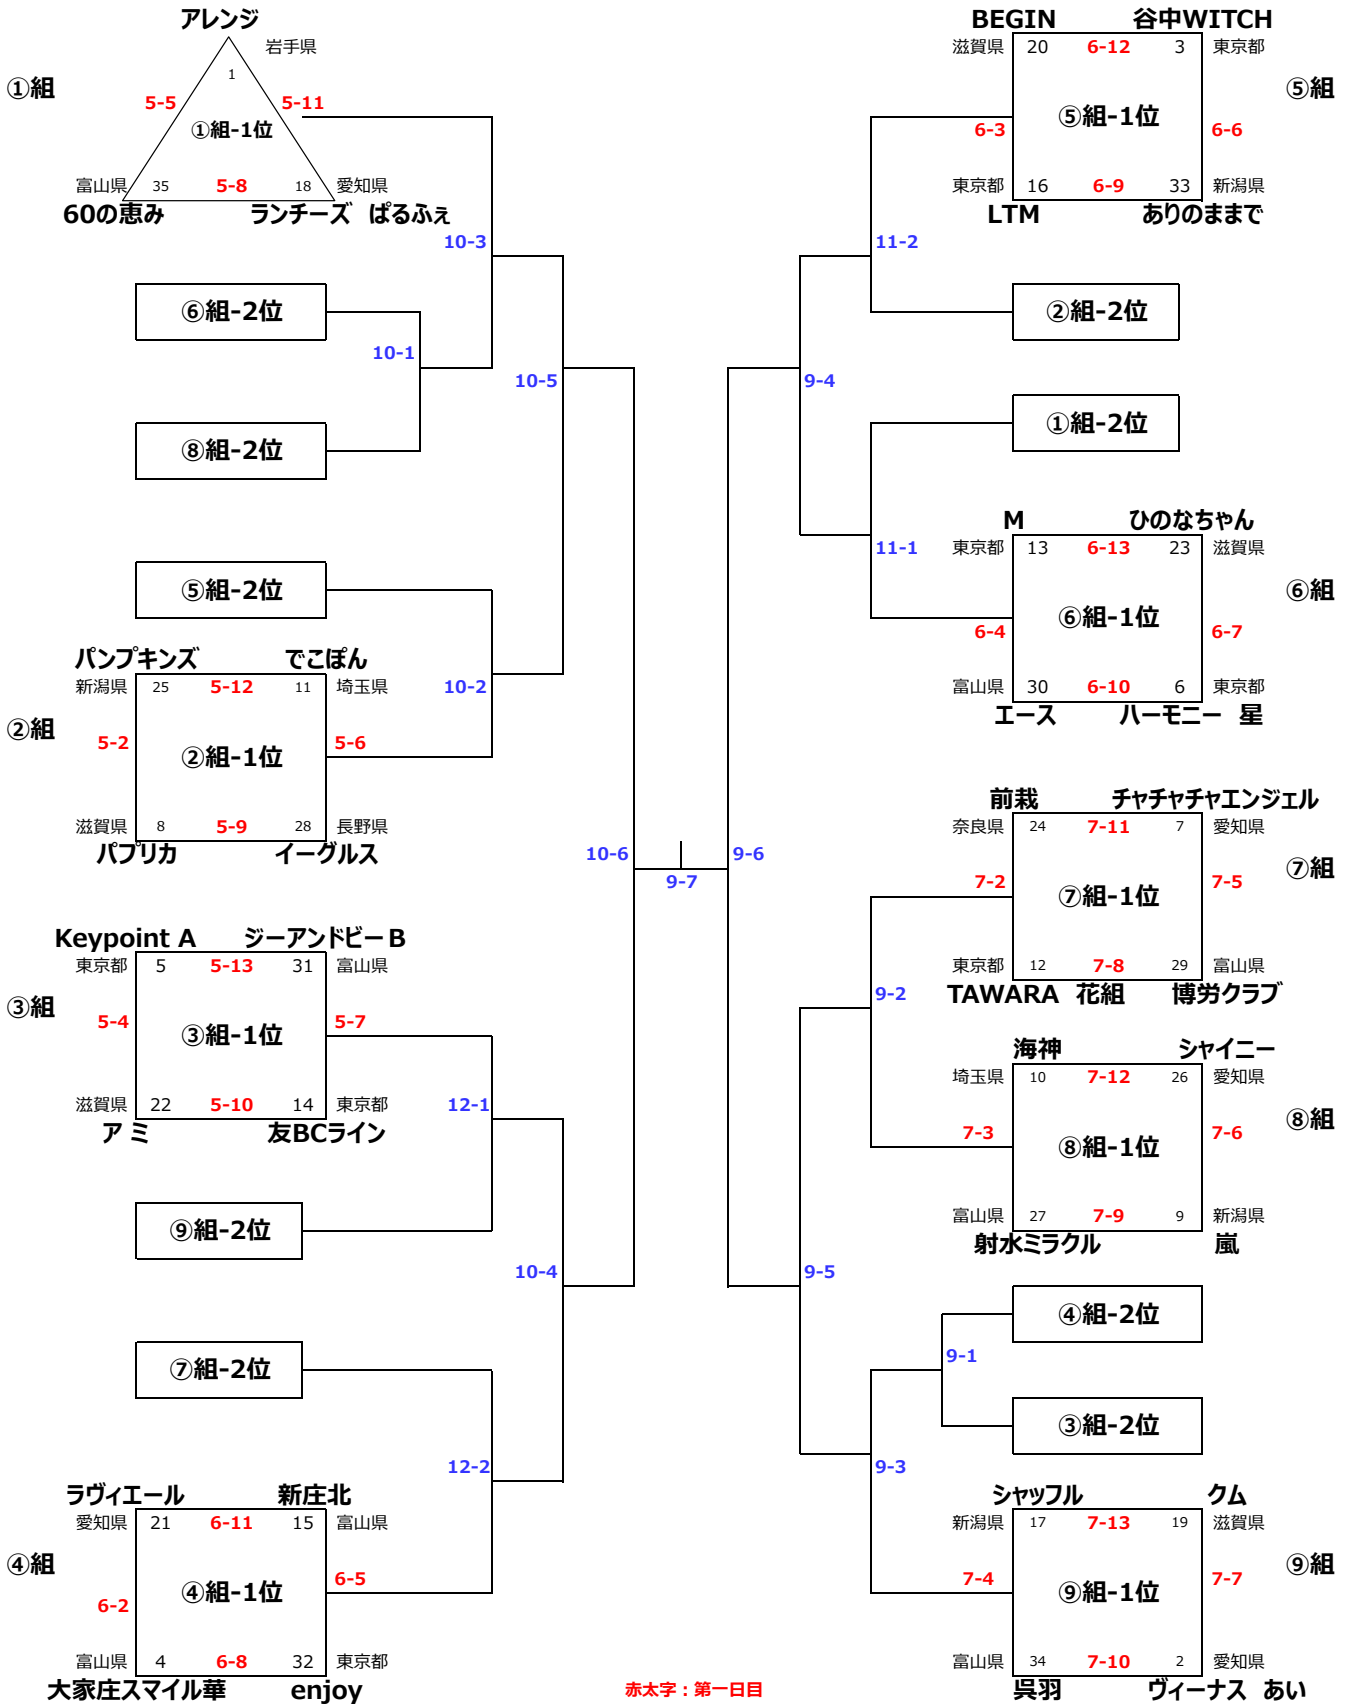 アレンジ
岩手県
①組
1
5-5
5-11
①組-1位
富山県 35 5-8 18 愛知県
60の恵み ランチーズ ぱるふぇ
10-3
⑥組-2位
10-1
10-5
⑧組-2位
⑤組-2位
パンプキンズ でこぽん
新潟県 25 5-12 11 埼玉県
10-2
②組
5-2
②組-1位
5-6
滋賀県 8 5-9 28 長野県
パプリカ イーグルス
10-6
9-7
Keypoint A ジーアンドビーB
東京都 5 5-13 31 富山県
③組
5-4
③組-1位
5-7
滋賀県 22 5-10 14 東京都
アミ 友BCライン
12-1
⑨組-2位
10-4
⑦組-2位
12-2
ラヴィエール 新庄北
愛知県 21 6-11 15 富山県
④組
6-2
④組-1位
6-5
富山県 4 6-8 32 東京都
大家庄スマイル華 enjoy
BEGIN 谷中WITCH
滋賀県 20 6-12 3 東京都
⑤組
6-3
⑤組-1位
6-6
東京都 16 6-9 33 新潟県
LTM ありのままで
11-2
②組-2位
9-4
①組-2位
M ひのなちゃん
東京都 13 6-13 23 滋賀県
11-1
⑥組
6-4
⑥組-1位
6-7
富山県 30 6-10 6 東京都
エース ハーモニー 星
前栽 チャチャチャエンジェル
奈良県 24 7-11 7 愛知県
9-6
⑦組
7-2
⑦組-1位
7-5
東京都 12 7-8 29 富山県
TAWARA 花組 博労クラブ
9-2
海神 シャイニー
埼玉県 10 7-12 26 愛知県
⑧組
7-3
⑧組-1位
7-6
富山県 27 7-9 9 新潟県
射水ミラクル 嵐
9-5
④組-2位
9-1
③組-2位
9-3
シャッフル クム
新潟県 17 7-13 19 滋賀県
⑨組
7-4
⑨組-1位
7-7
富山県 34 7-10 2 愛知県
呉羽 ヴィーナス あい
赤太字：第一日目